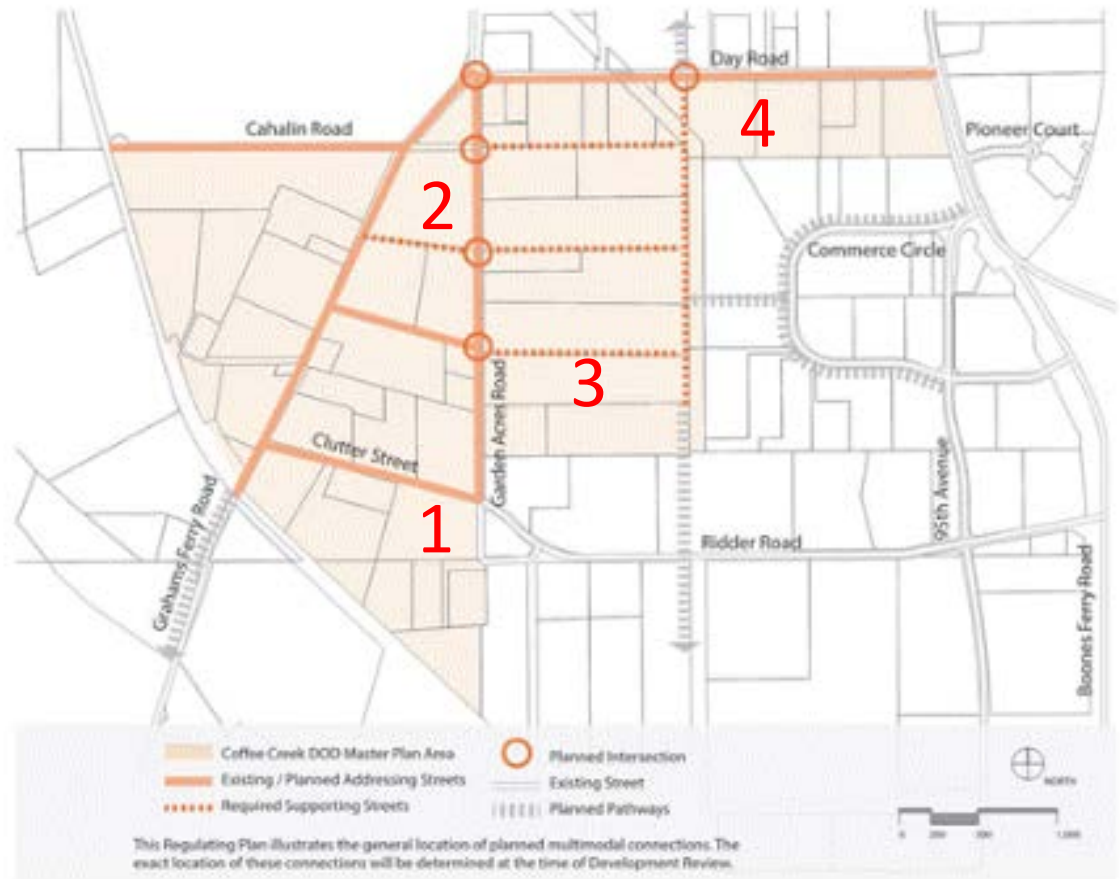 Day Road
4
Cahalin Road
Pioneer Court
2
Commerce Circle
3
Garden Acres Road
Clutter Street
1
Ridder Road
95th Avenue
Grahams Ferry Road
Boones Ferry Road
Coffee Creek DOD Master Plan Area
Existing / Planned Addressing Streets
Required Supporting Streets
Planned Intersection
Existing Street
Planned Pathways
NORTH
0
This Regulating Plan illustrates the general location of planned multimodal connections. The
exact location of these connections will be determined at the time of Development Review.